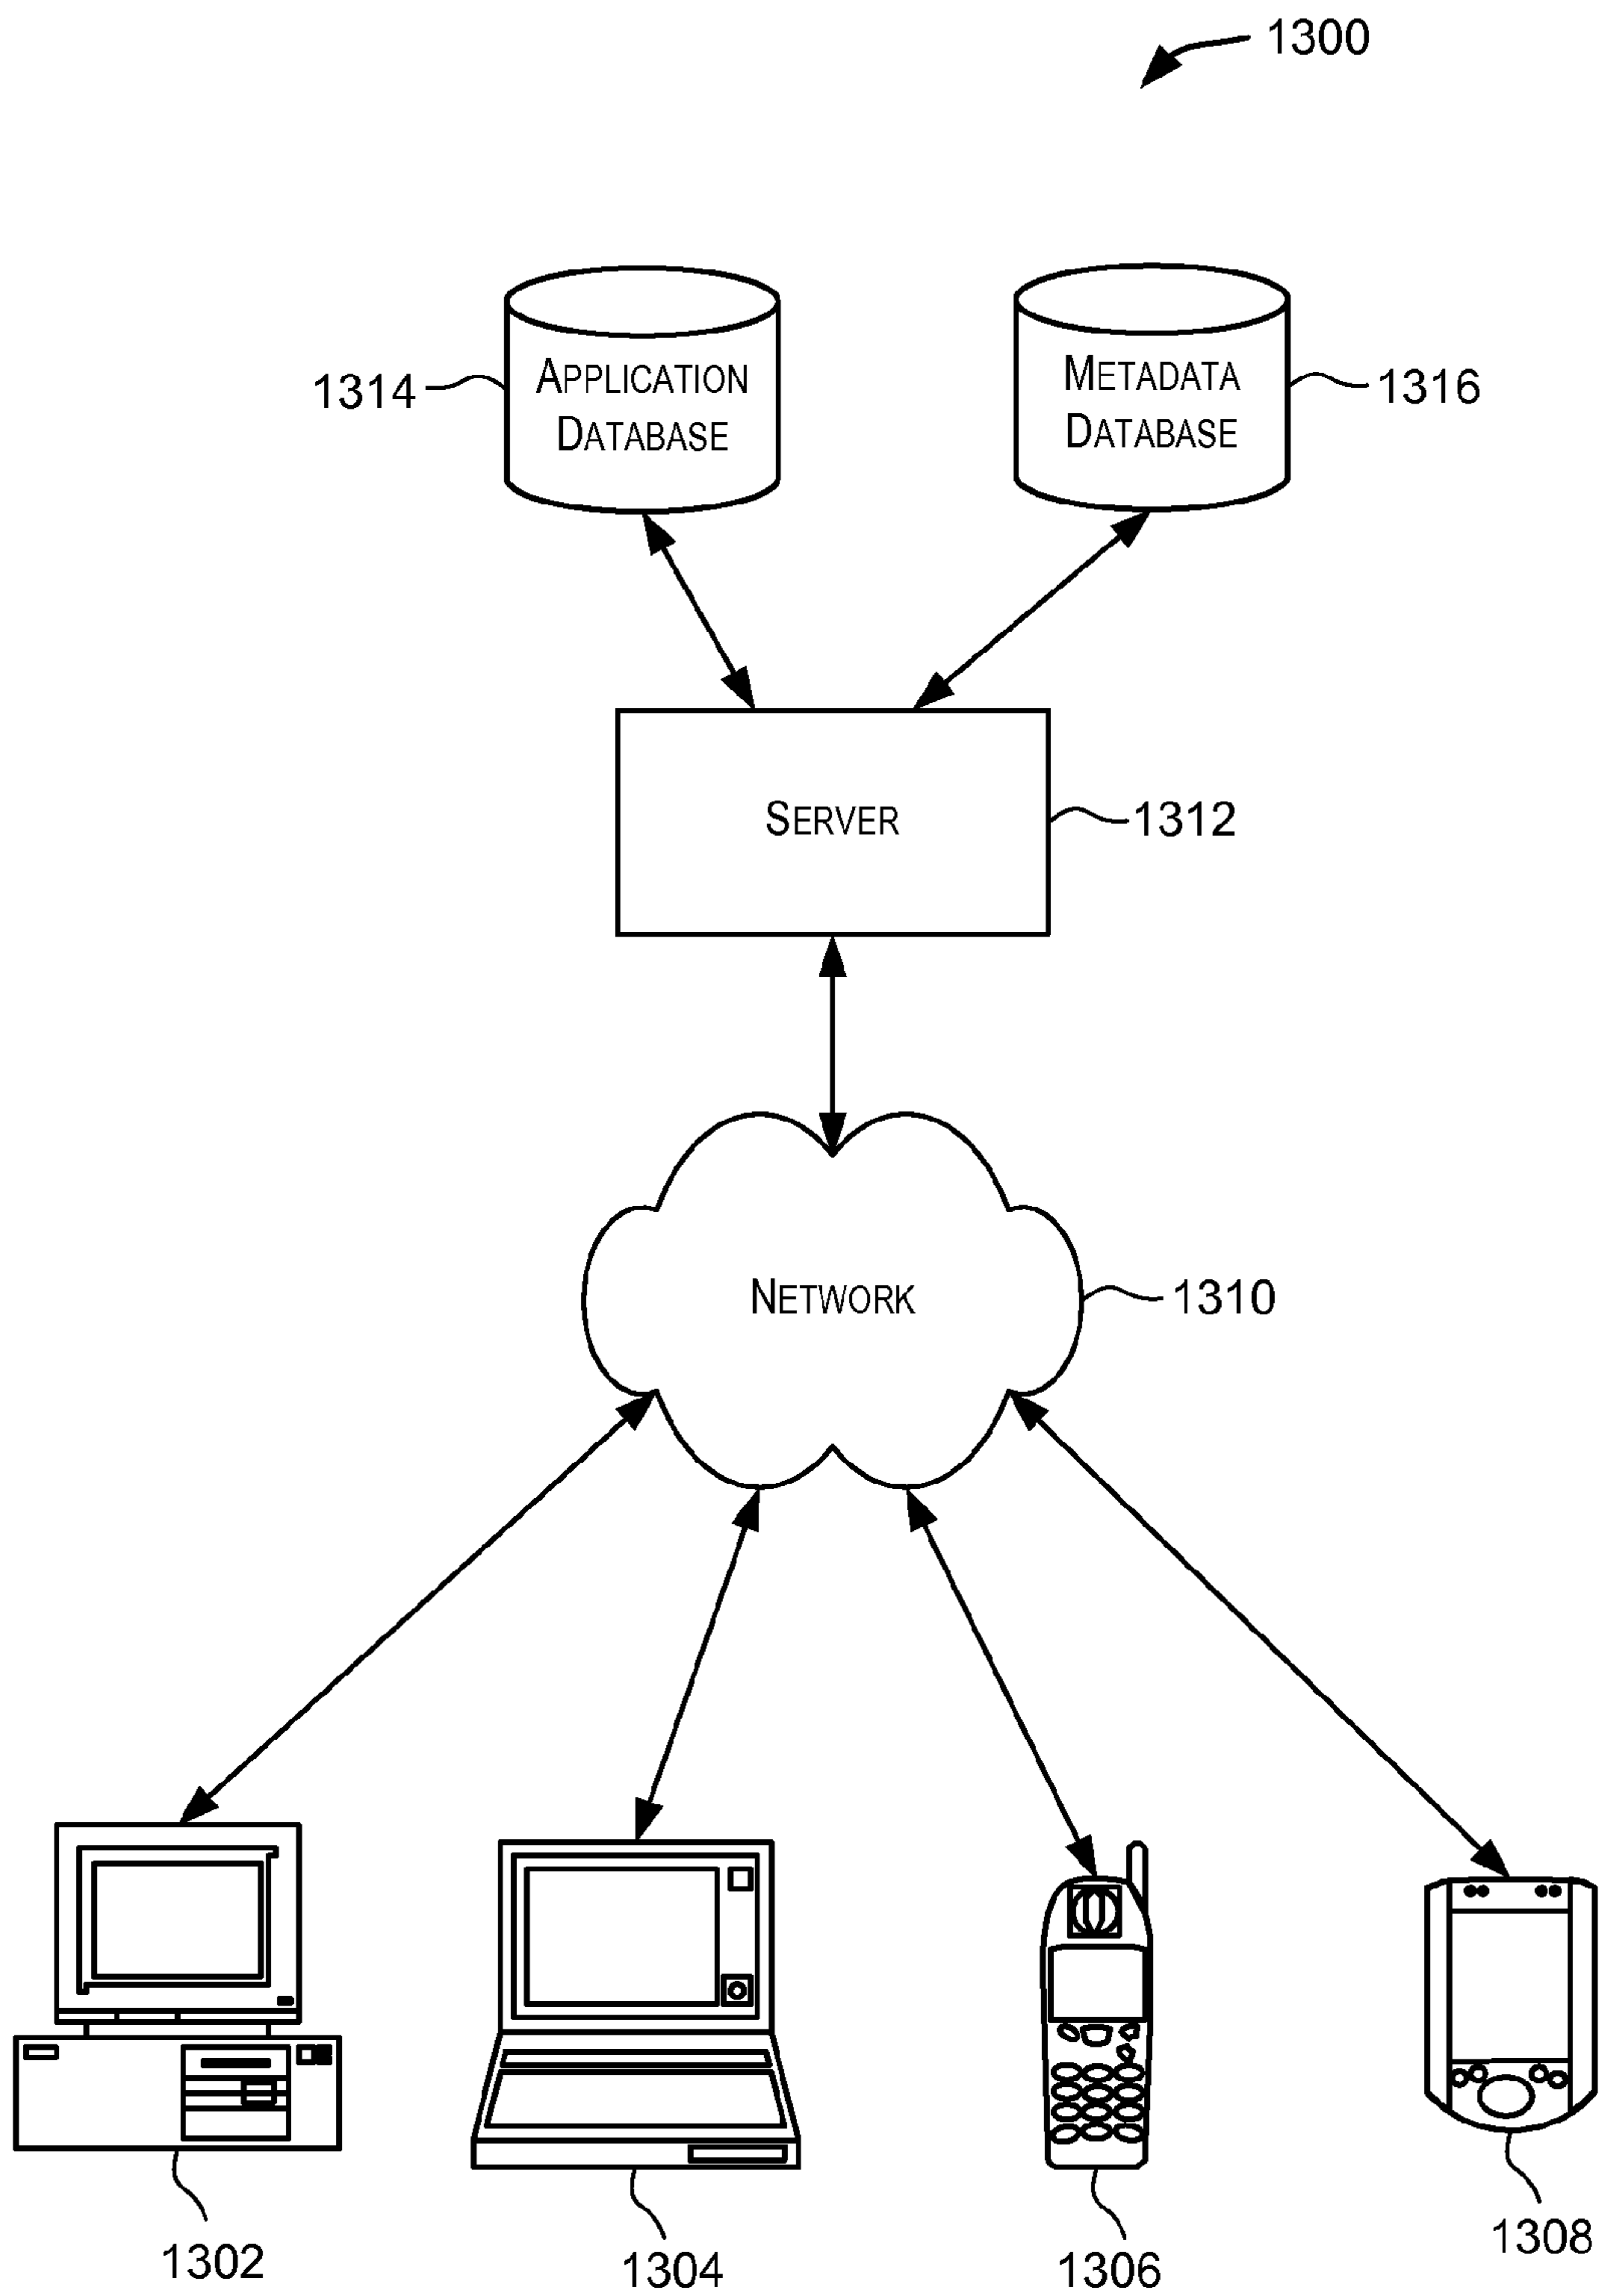 1300
APPLICATION
DATABASE
1314
METADATA
DATABASE
1316
SERVER
1312
NETWORK
1310
1302
1304
1306
1308